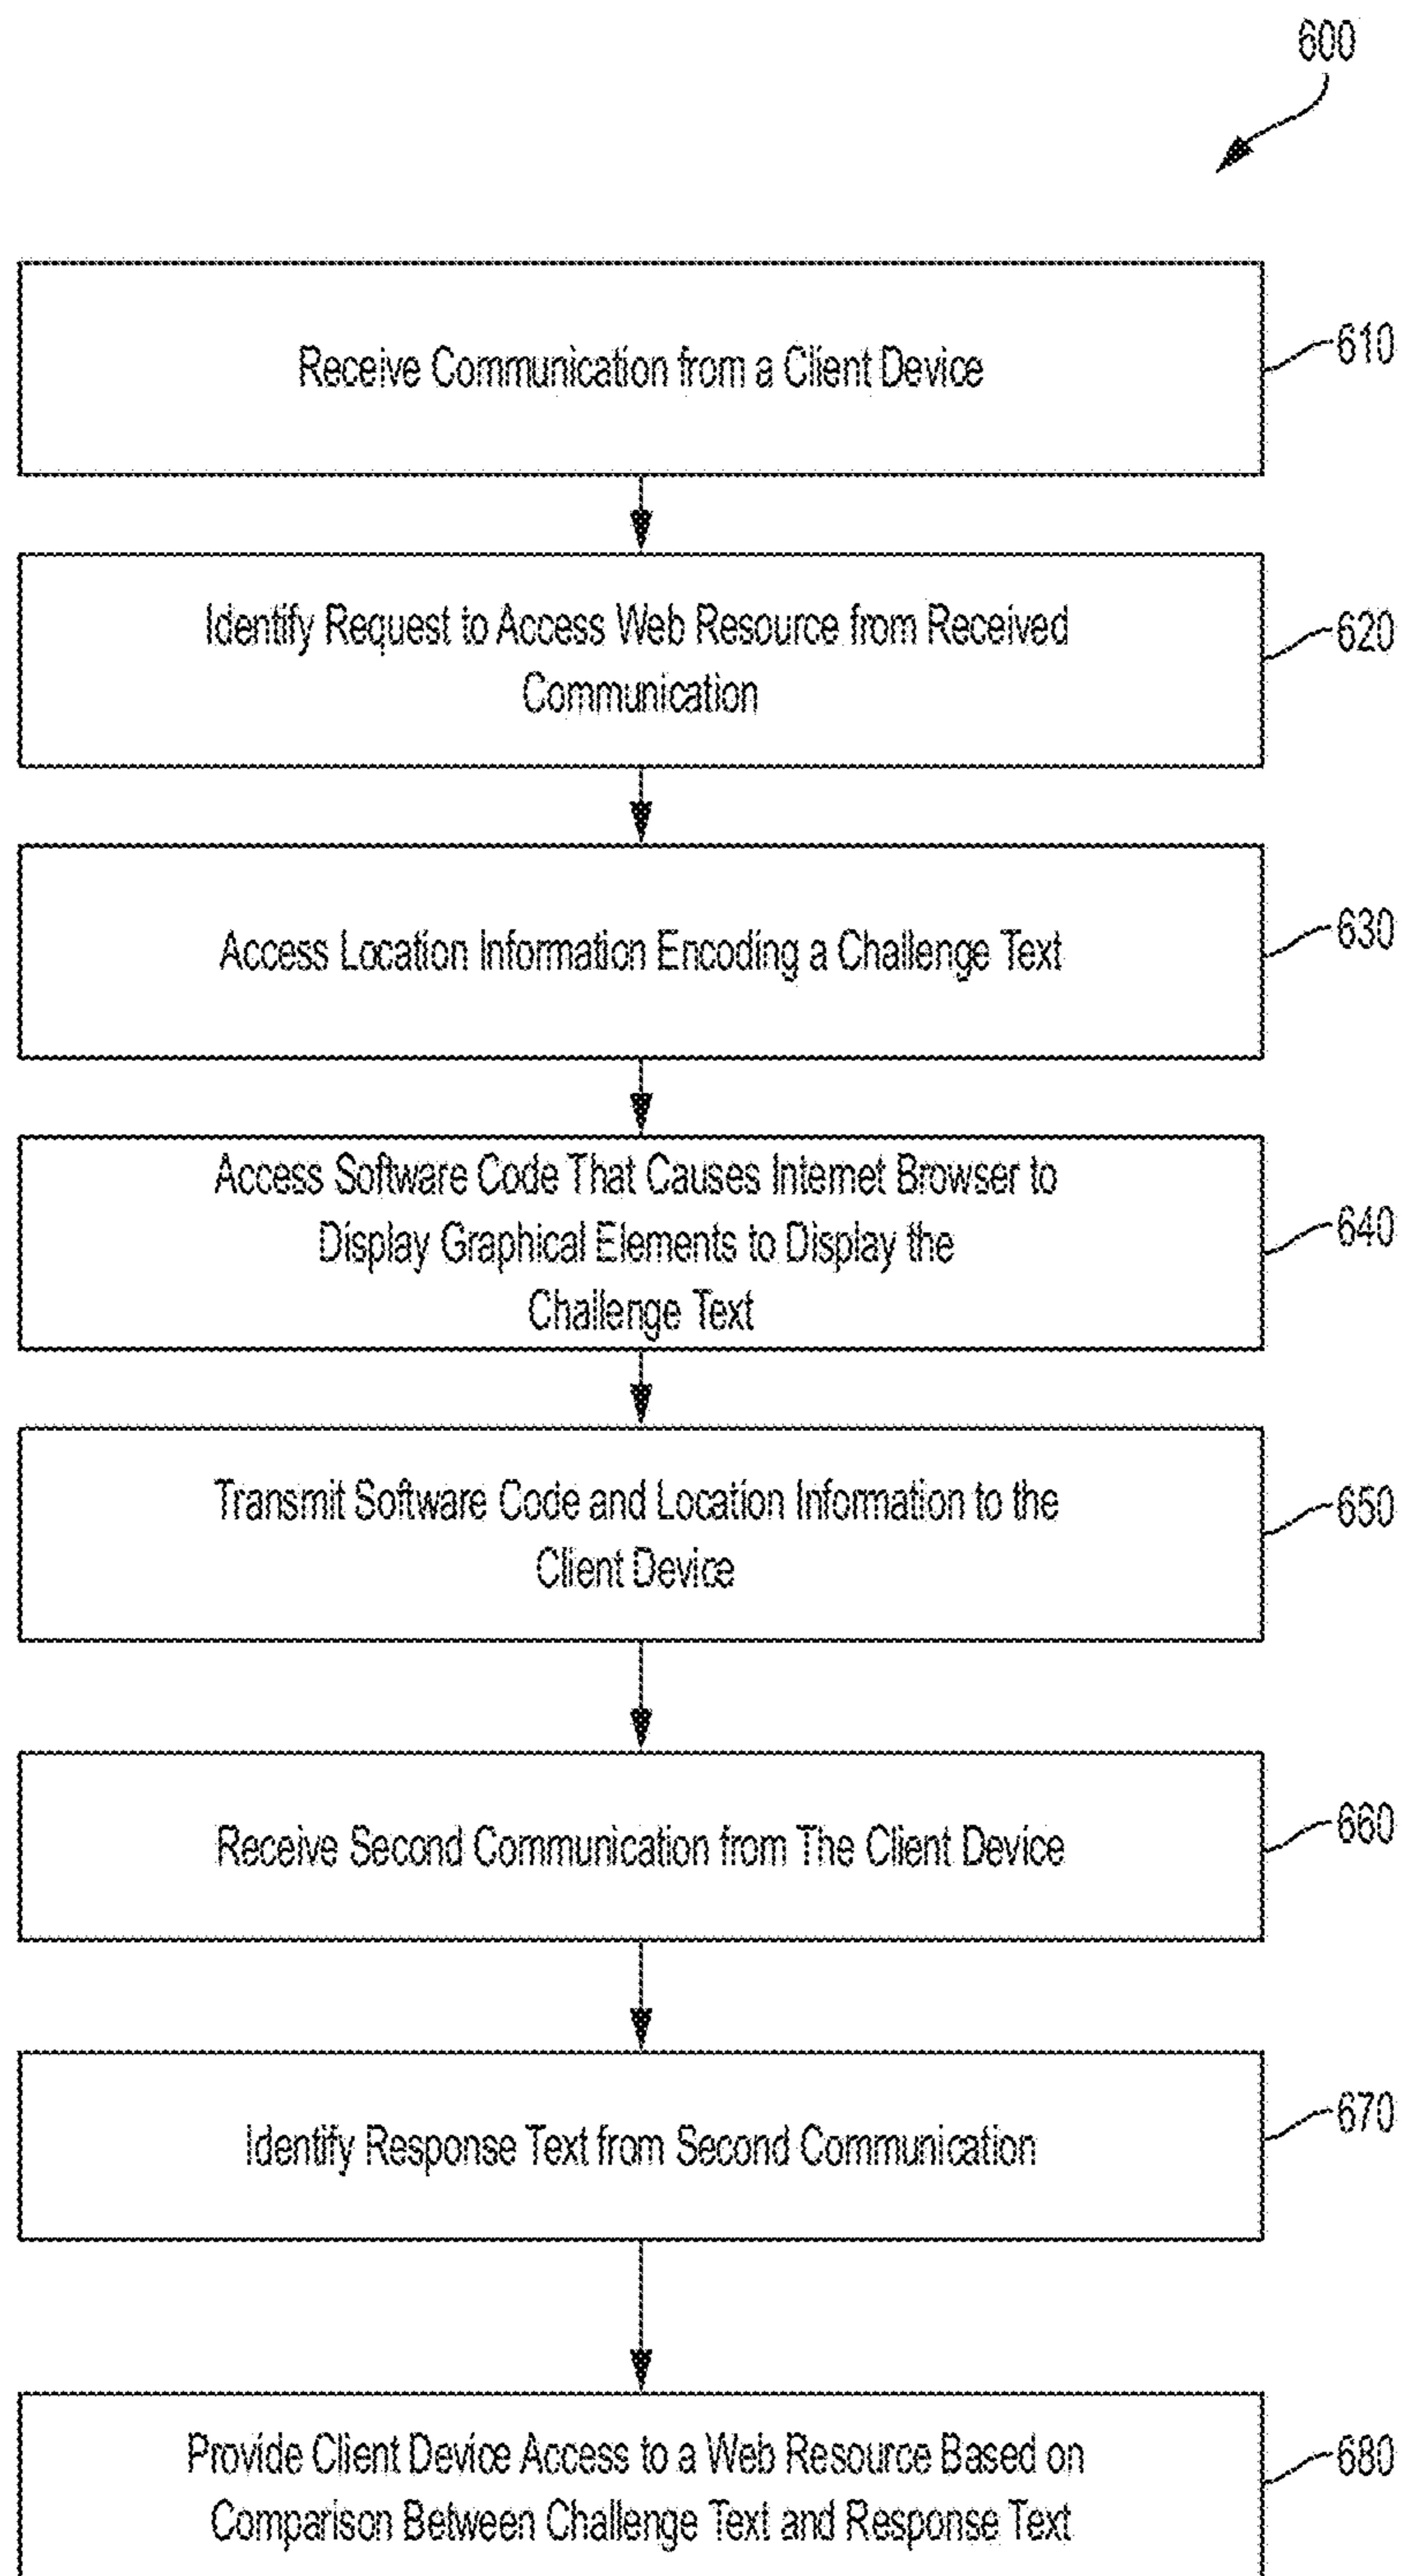 600
Receive Communication from a Client Device
610
Identify Request to Access Web Resource from Received
Communication
620
Access Location Information Encoding a Challenge Text
630
Access Software Code That Causes Internet Browser to
Display Graphical Elements to Display the
Challenge Text
640
Transmit Software Code and Location Information to the
Client Device
650
Receive Second Communication from The Client Device
660
Identify Response Text from Second Communication
670
Provide Client Device Access to a Web Resource Based on
Comparison Between Challenge Text and Response Text
680